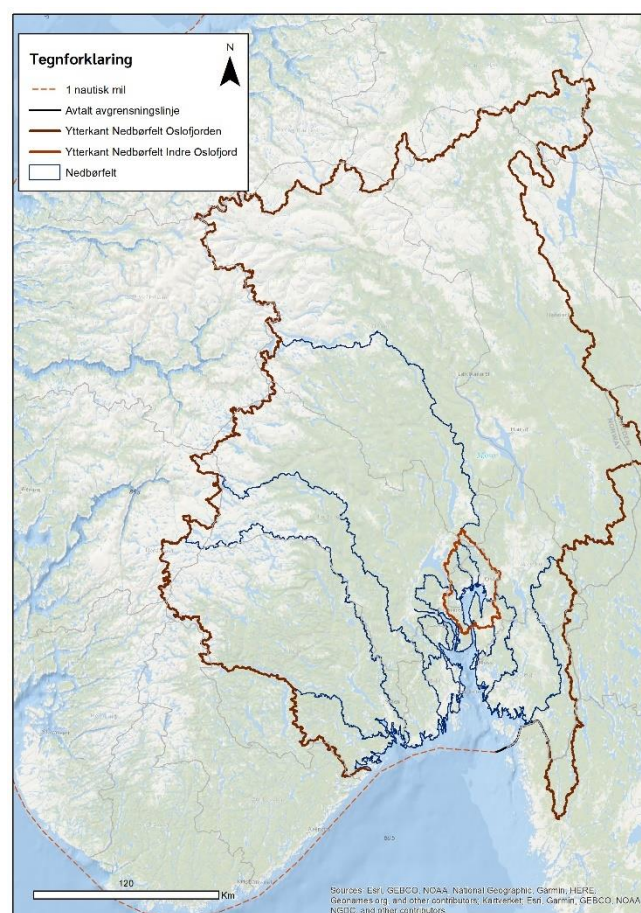 Tegnforklaring
N
1 nautisk mil
Avtalt avgrensningslinje
Ytterkant Nedbørfelt Oslofjorden
Ytterkant Nedbørfelt Indre Oslofjord
Nedbørfelt
120
Km
Sources: Esri, GEBCO, NOAA, National Geographic, Garmin, HERE,
Geonames.org, and other contributors; Kartverket; Esri, Garmin, GEBCO, NOAA
NGDC, and other contributors